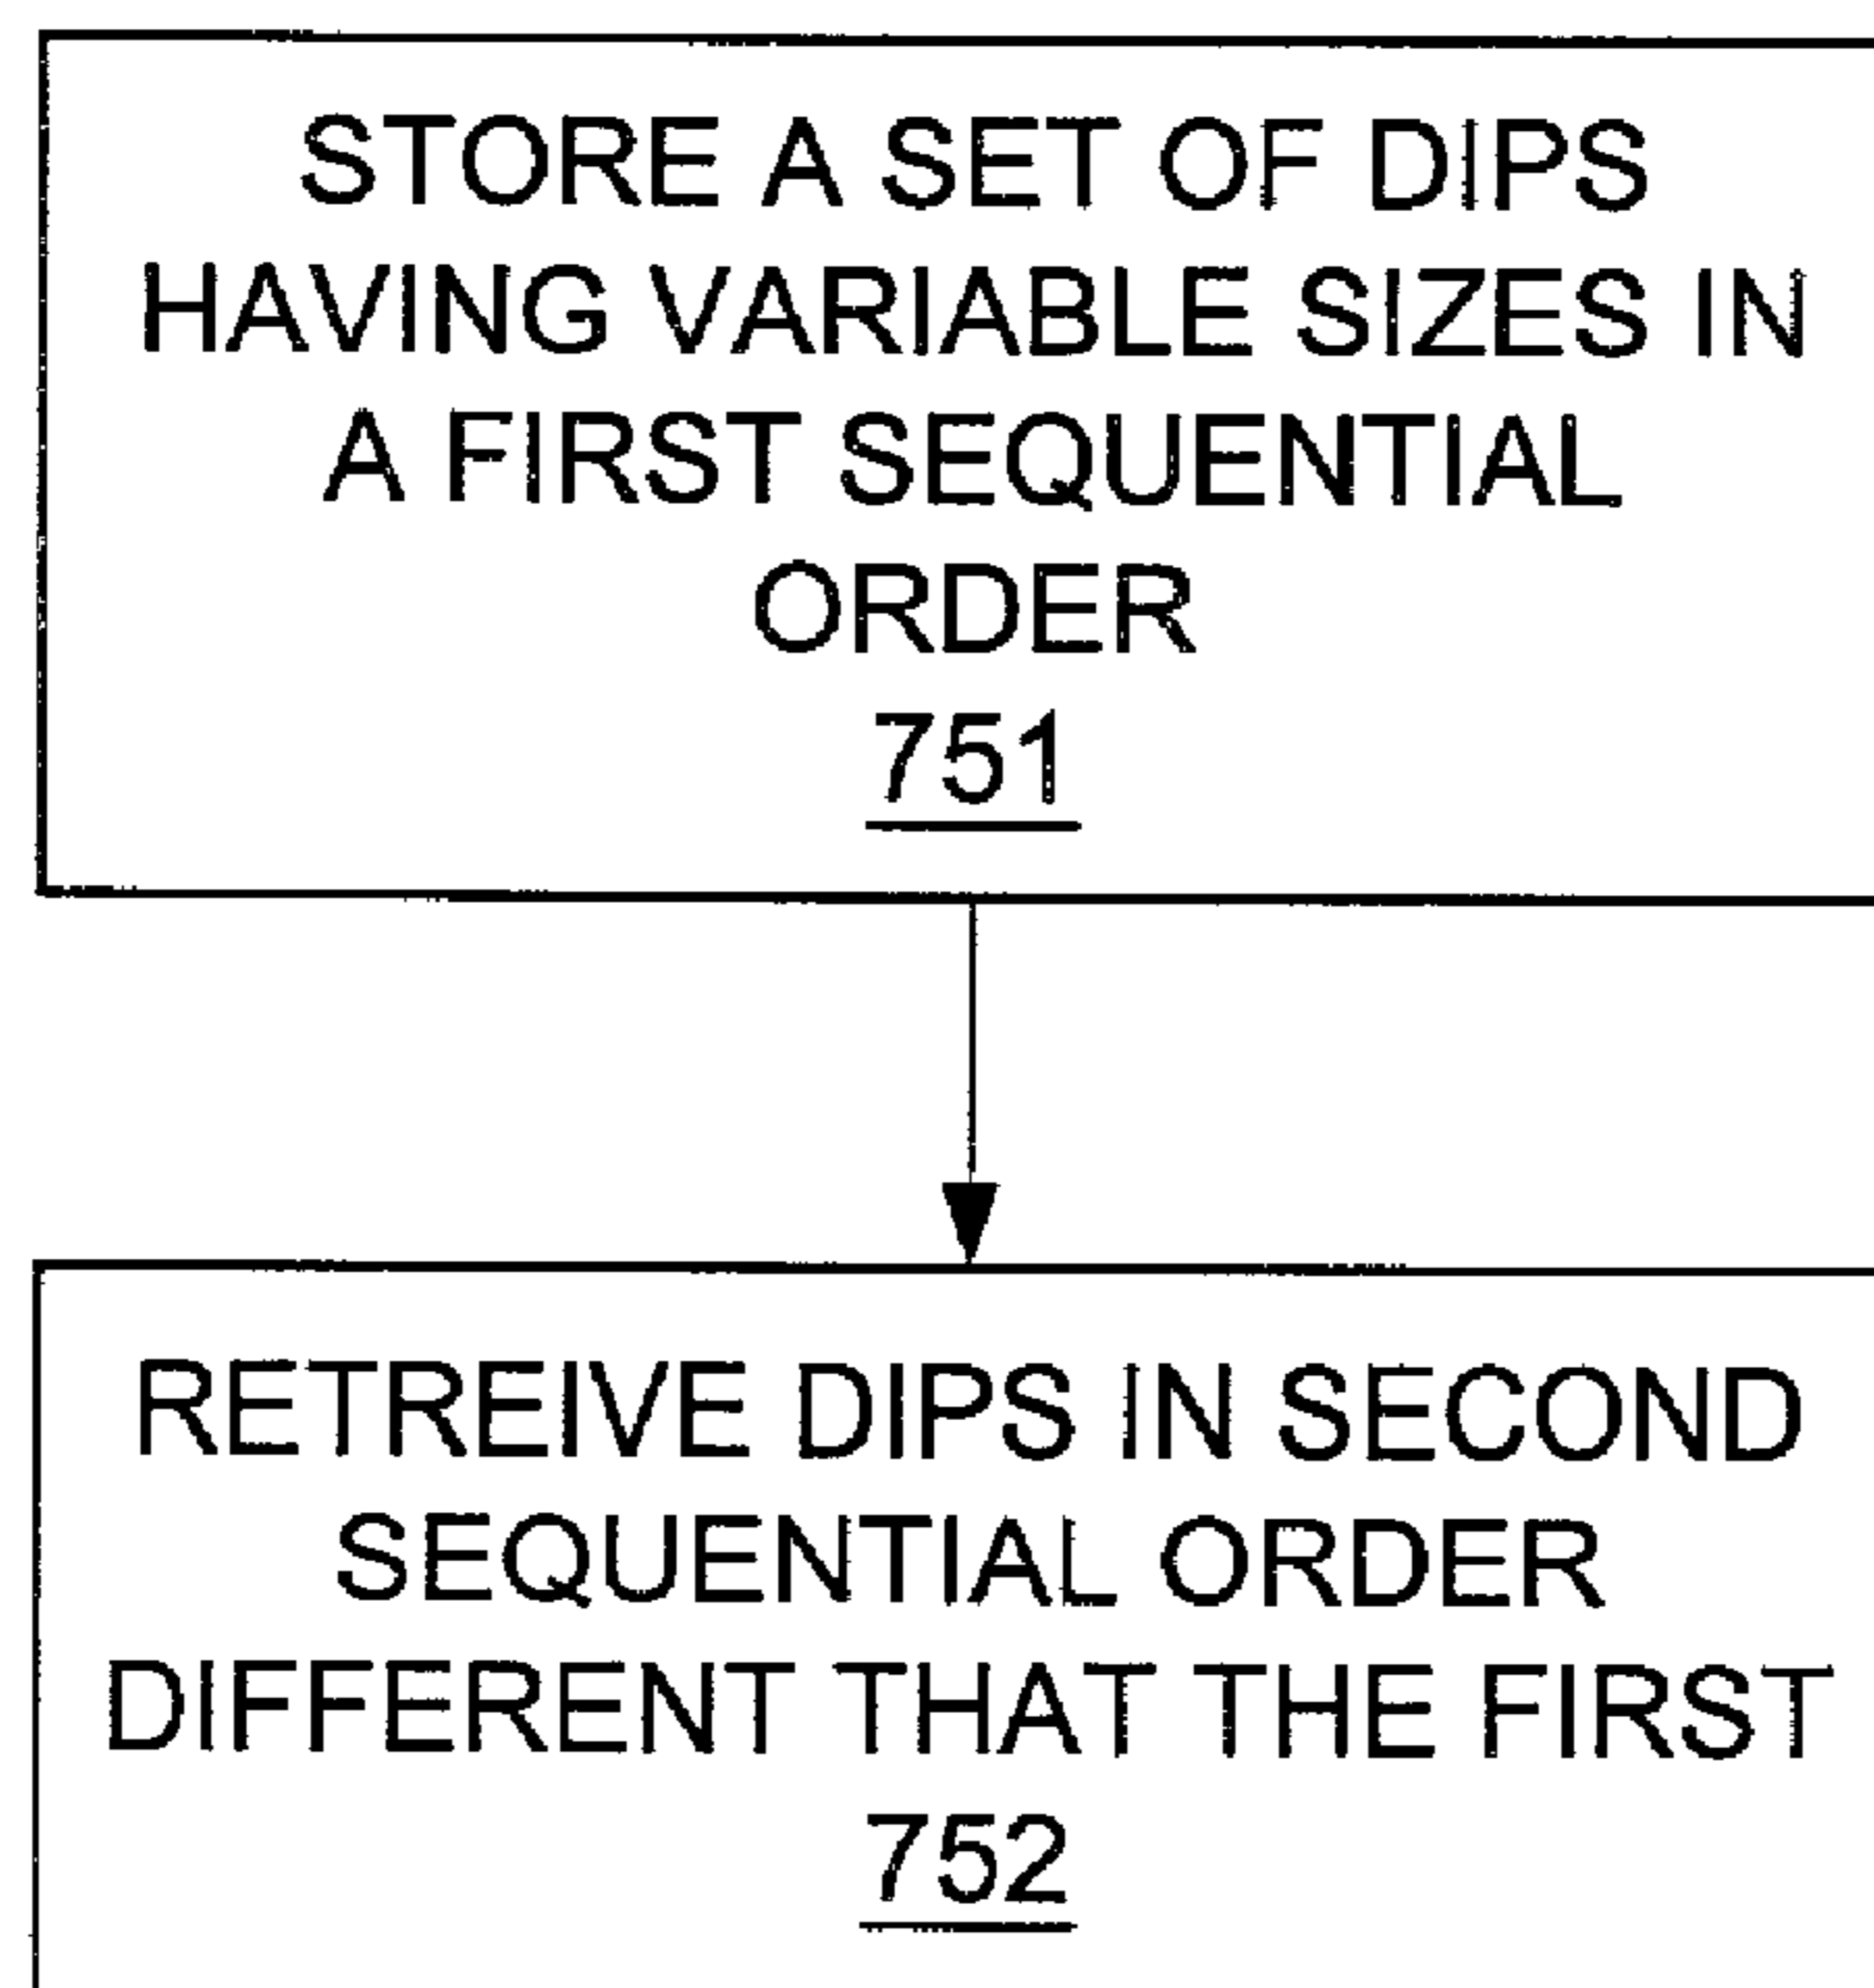 STORE A SET OF DIPS
HAVING VARIABLE SIZES IN
A FIRST SEQUENTIAL
ORDER
751
RETREIVE DIPS IN SECOND
SEQUENTIAL ORDER
DIFFERENT THAT THE FIRST
752